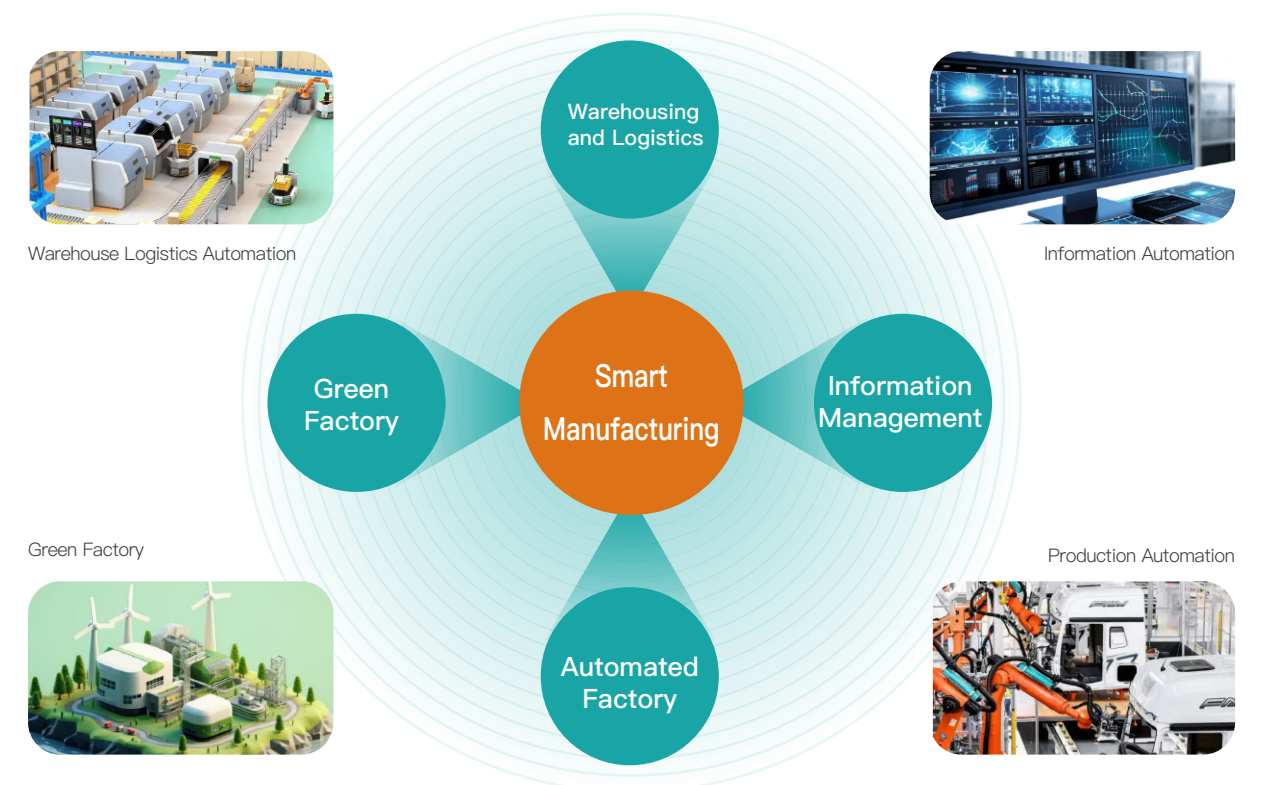 Warehousing
and Logistics
Warehouse Logistics Automation
Information Automation
Green
Factory
Smart
Manufacturing
Information
Management
Green Factory
Production Automation
Automated
Factory